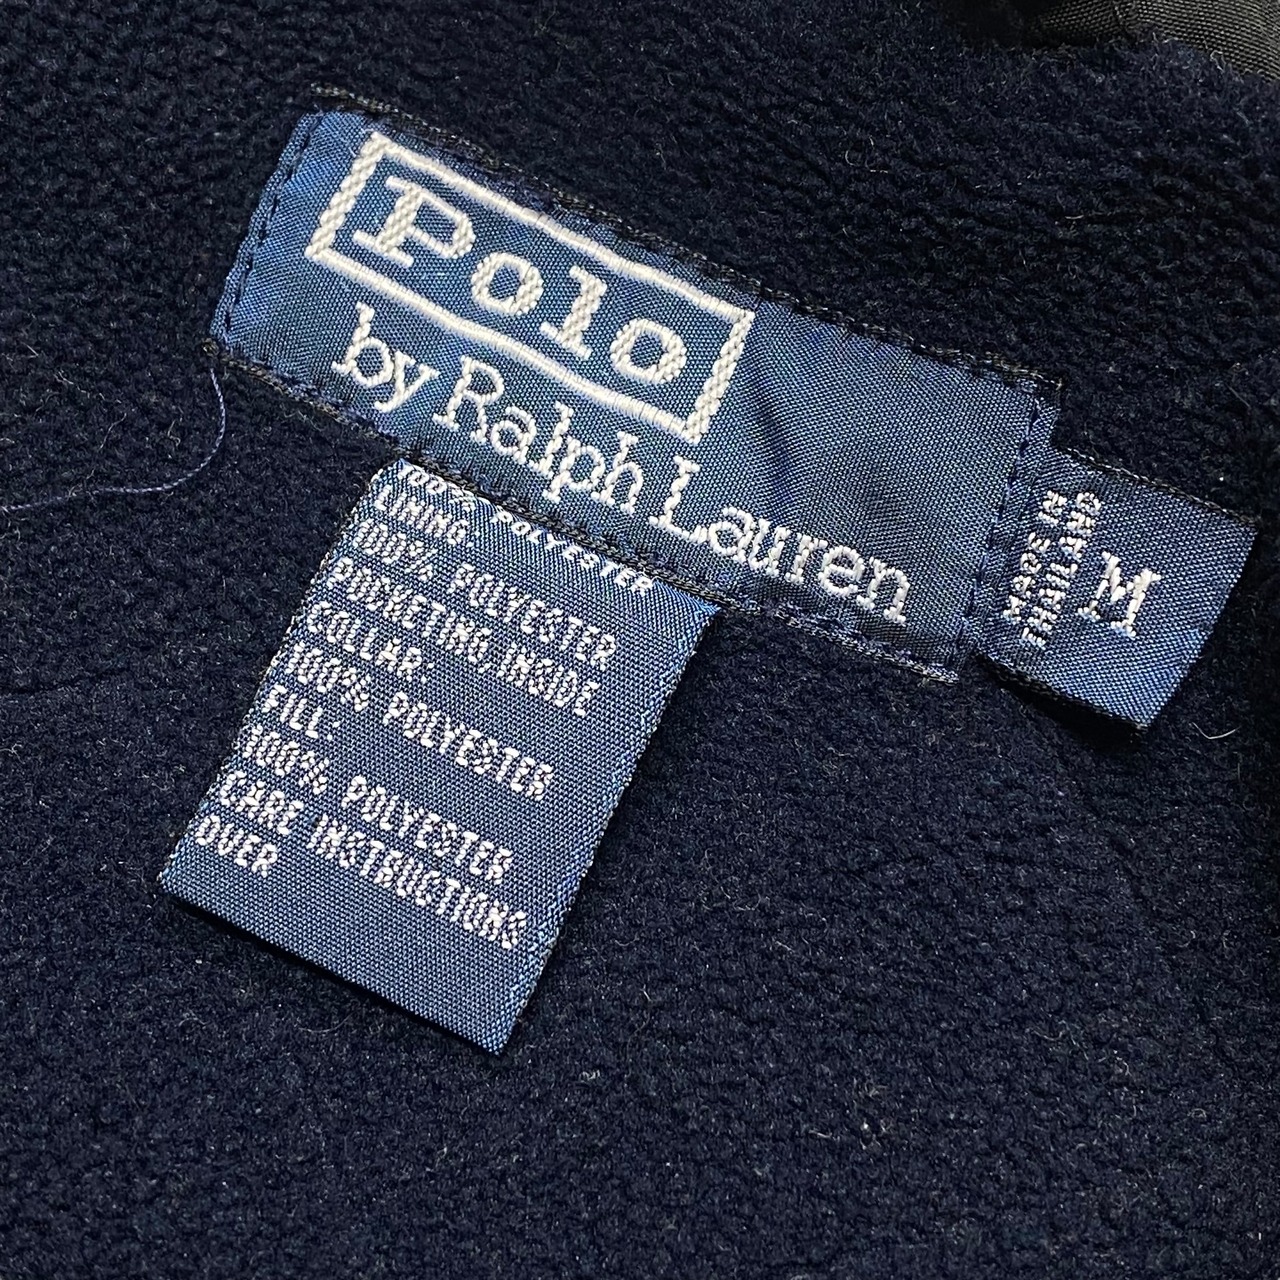 Polo
by Ralph Lauren
MADE IN
THAILAND
M
100% POLYESTER
LINING:
100% POLYESTER
POCKETING, INSIDE
COLLAR:
100% POLYESTER
FILL:
100% POLYESTER
CARE INSTRUCTIONS
OVER